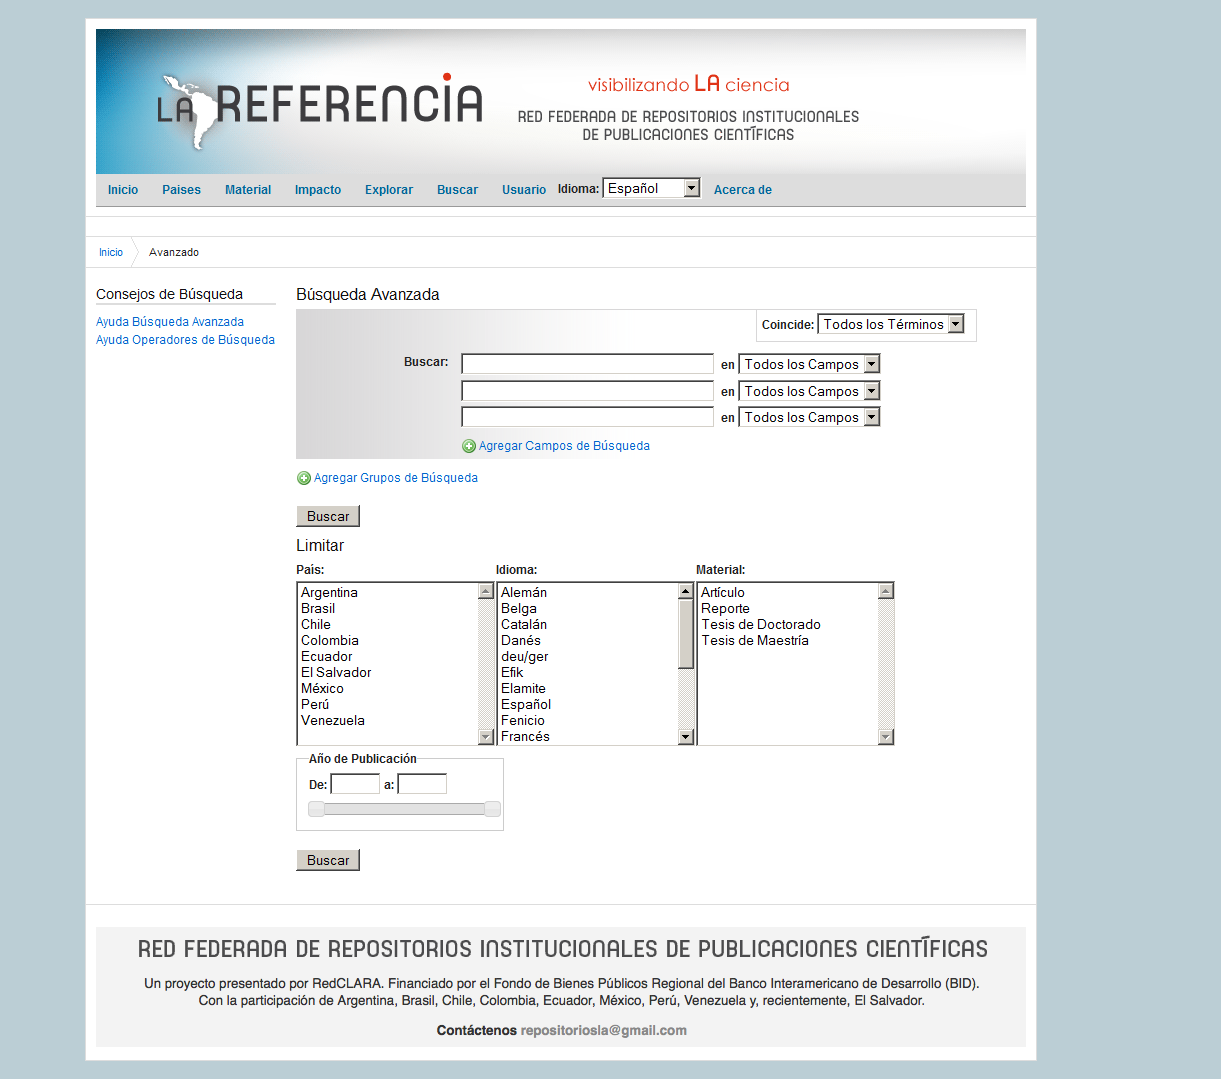 LA REFERENCIA
visibilizando LA ciencia
RED FEDERADA DE REPOSITORIOS INSTITUCIONALES
DE PUBLICACIONES CIENTÍFICAS
Inicio Paises Material Impacto Explorar Buscar Usuario Idioma: Español Acerca de
Inicio Avanzado
Consejos de Búsqueda
Ayuda Búsqueda Avanzada
Ayuda Operadores de Búsqueda
Búsqueda Avanzada
Coincide: Todos los Términos
Buscar: en Todos los Campos
en Todos los Campos
en Todos los Campos
Agregar Campos de Búsqueda
Agregar Grupos de Búsqueda
Buscar
Limitar
País:
Argentina
Brasil
Chile
Colombia
Ecuador
El Salvador
México
Perú
Venezuela
Idioma:
Alemán
Belga
Catalán
Danés
deu/ger
Efik
Elamite
Español
Fenicio
Francés
Material:
Artículo
Reporte
Tesis de Doctorado
Tesis de Maestría
Año de Publicación
De: a:
Buscar
RED FEDERADA DE REPOSITORIOS INSTITUCIONALES DE PUBLICACIONES CIENTÍFICAS
Un proyecto presentado por RedCLARA. Financiado por el Fondo de Bienes Públicos Regional del Banco Interamericano de Desarrollo (BID).
Con la participación de Argentina, Brasil, Chile, Colombia, Ecuador, México, Perú, Venezuela y, recientemente, El Salvador.
Contáctenos repositoriosla@gmail.com